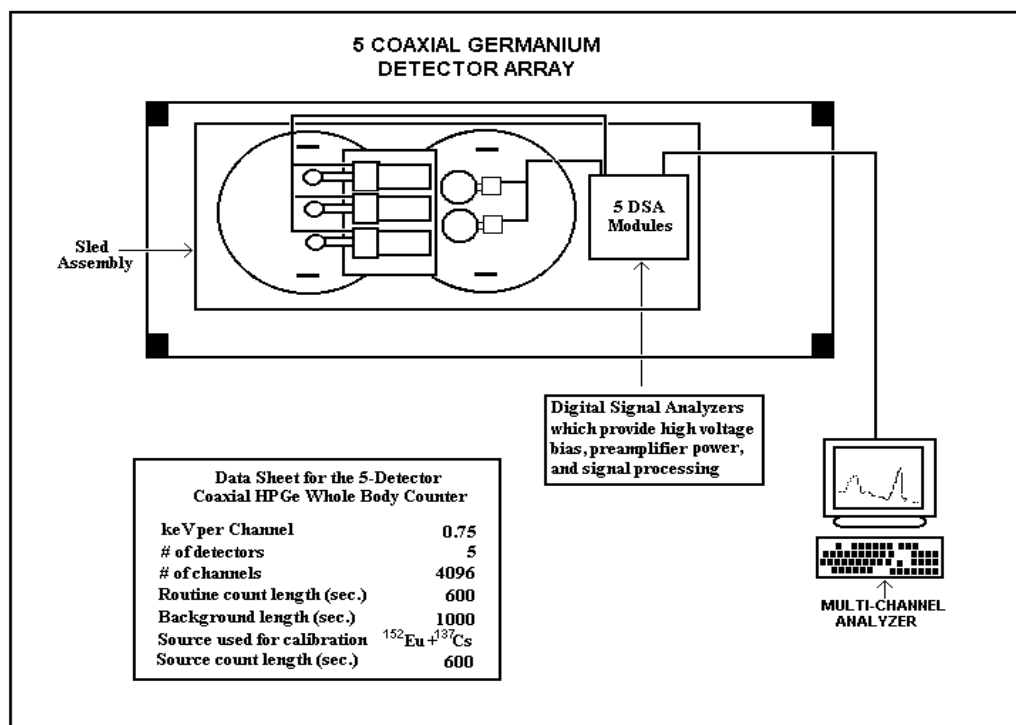 5 COAXIAL GERMANIUM
DETECTOR ARRAY
5 DSA
Modules
Sled
Assembly
Digital Signal Analyzers
which provide high voltage
bias, preamplifier power,
and signal processing
Data Sheet for the 5-Detector
Coaxial HPGe Whole Body Counter
keV per Channel 0.75
# of detectors 5
# of channels 4096
Routine count length (sec.) 600
Background length (sec.) 1000
Source used for calibration ¹⁵²Eu + ¹³⁷Cs
Source count length (sec.) 600
MULTI-CHANNEL
ANALYZER